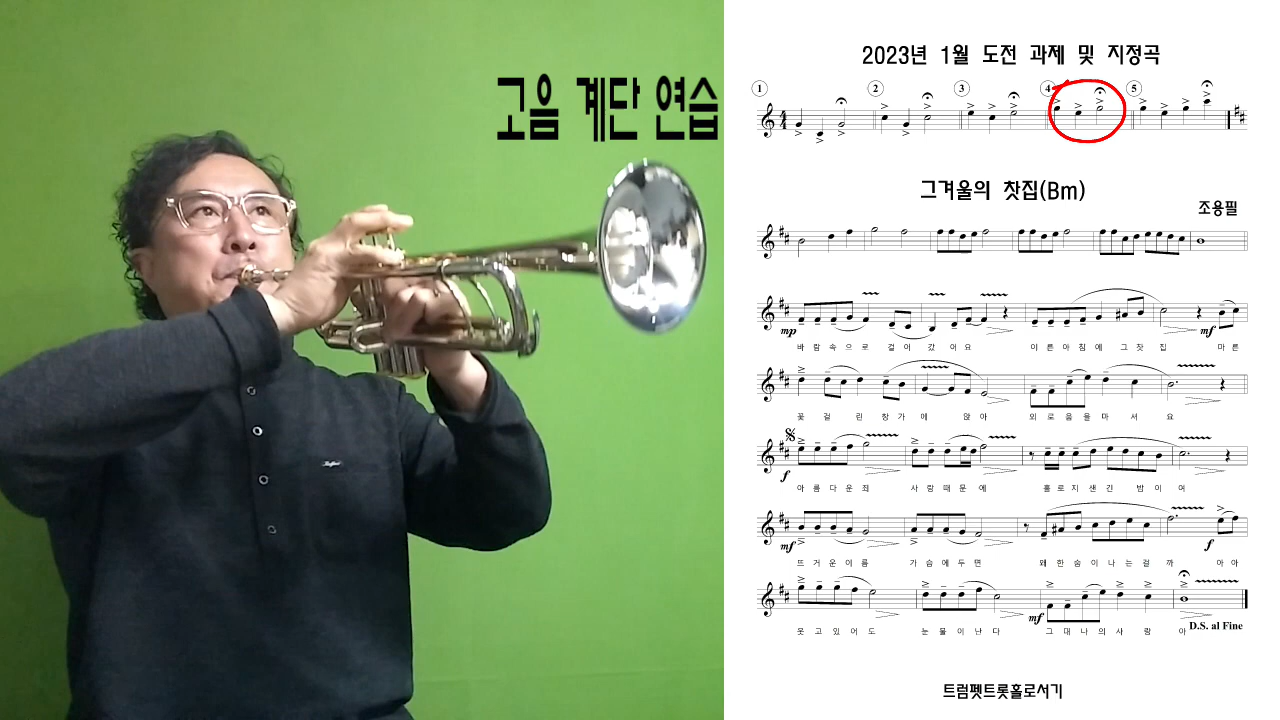 고음 계단 연습
2023년 1월 도전 과제 및 지정곡
1 2 3 4 5
그겨울의 찻집(Bm)
조용필
mp mf
바 람 속 으 로 걸 어 갔 어 요 이 른 아 침 에 그 찻 집 마 른
꽃 걸 린 창 가 에 앉 아 외 로 움 을 마 셔 요
f
아 름 다 운 죄 사 랑 때 문 에 홀 로 지 샌 긴 밤 이 여
mf f
뜨 거 운 이 름 가 슴 에 두 면 왜 한 숨 이 나 는 걸 까 아 아
mf
D.S. al Fine
웃 고 있 어 도 눈 물 이 난 다 그 대 나 의 사 랑 아
트럼펫트롯홀로서기